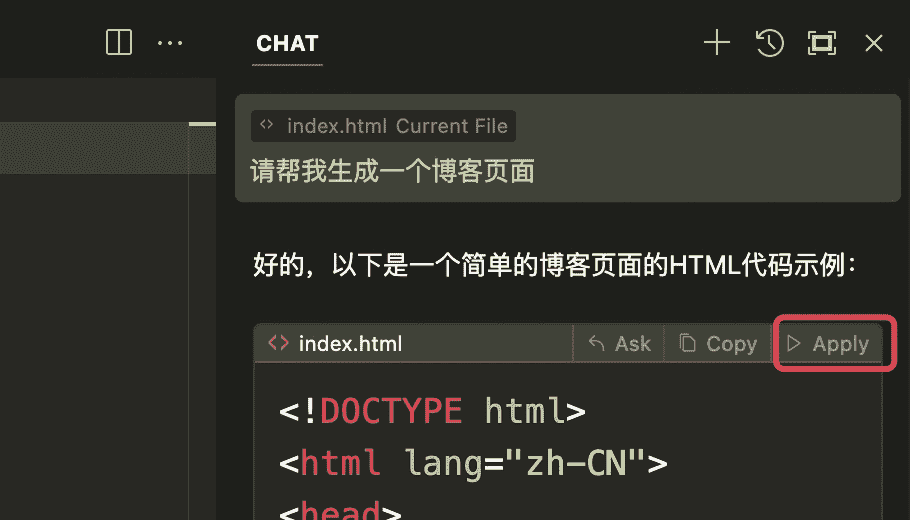 CHAT
<> index.html Current File
请帮我生成一个博客页面
好的，以下是一个简单的博客页面的HTML代码示例：
<> index.html Ask Copy Apply
<!DOCTYPE html>
<html lang="zh-CN">
<head>